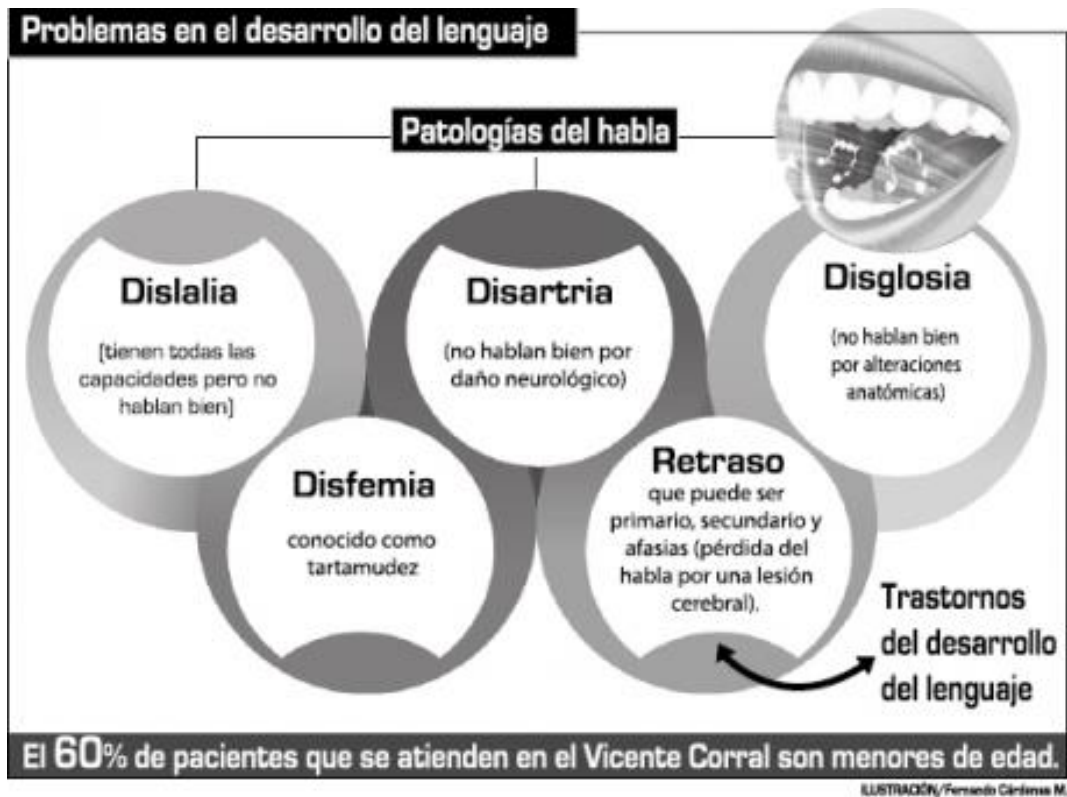 Problemas en el desarrollo del lenguaje
Patologías del habla
Dislalia
[tienen todas las
capacidades pero no
hablan bien]
Disartria
(no hablan bien por
daño neurológico)
Disglosia
(no hablan bien
por alteraciones
anatómicas)
Disfemia
conocido como
tartamudez
Retraso
que puede ser
primario, secundario y
afasias (pérdida del
habla por una lesión
cerebral).
Trastornos
del desarrollo
del lenguaje
El 60% de pacientes que se atienden en el Vicente Corral son menores de edad.
ILUSTRACIÓN/Fernando Cárdenas M.